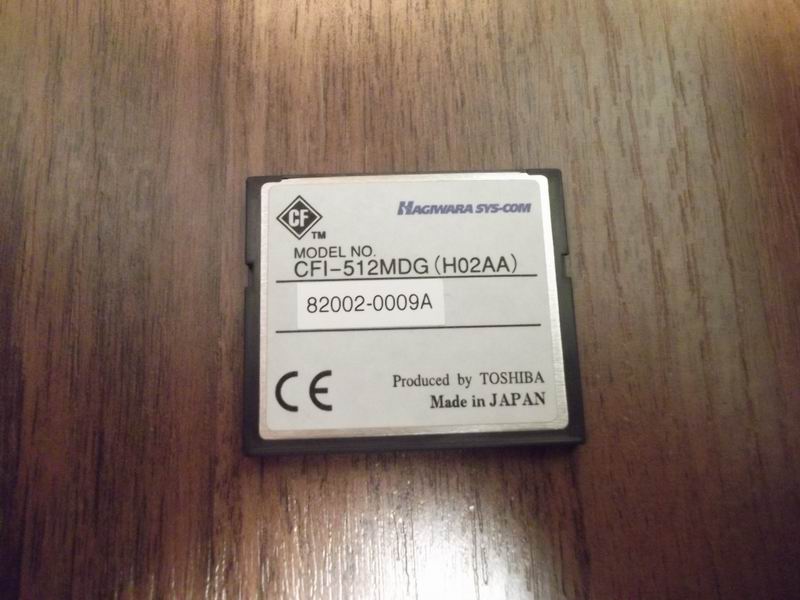 CF
TM
HAGIWARA SYS-COM
MODEL NO.
CFI-512MDG(H02AA)
82002-0009A
CE
Produced by TOSHIBA
Made in JAPAN